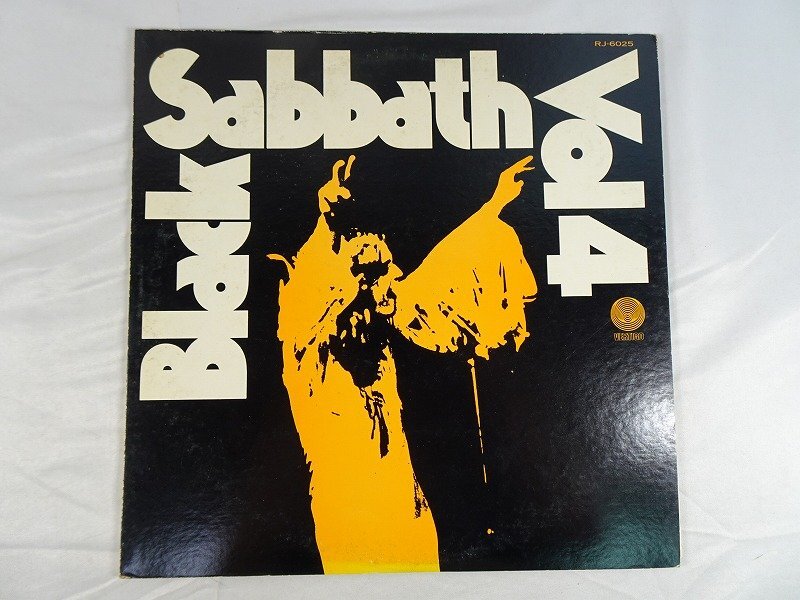 Black
Sabbath
Vol 4
RJ-6025
VERTIGO